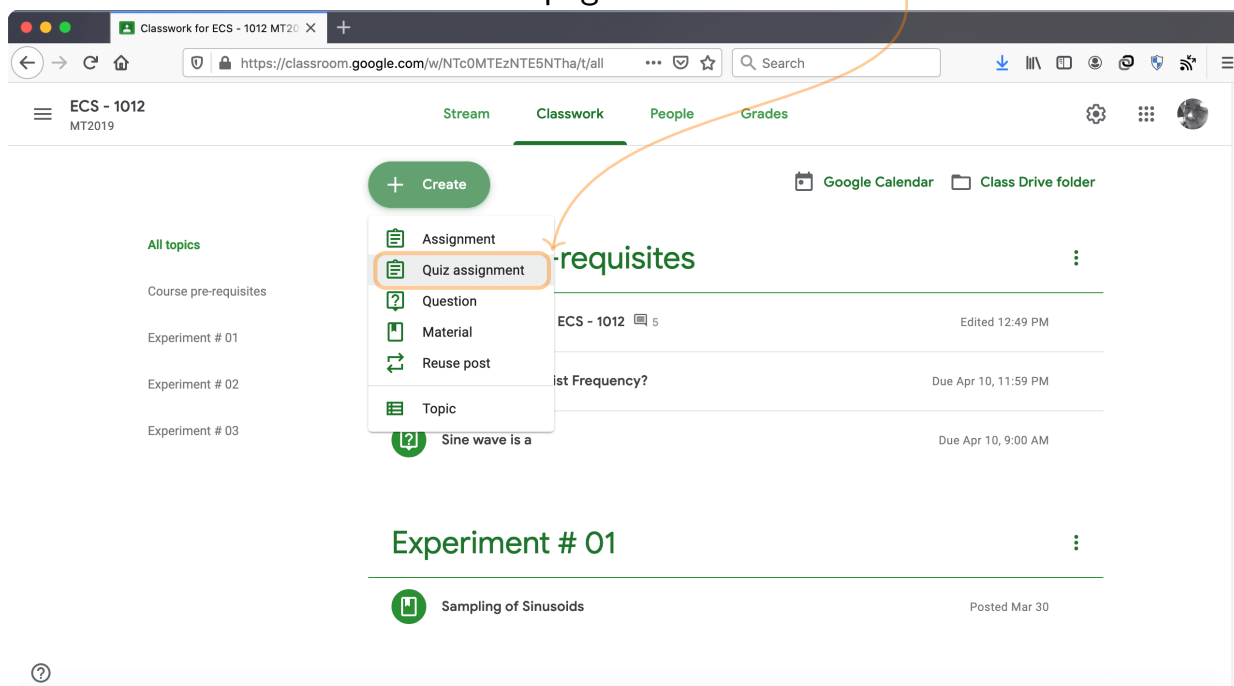 pag
Classwork for ECS - 1012 MT20
https://classroom.google.com/w/NTc0MTEzNTE5NTha/t/all
Search
ECS - 1012
MT2019
Stream Classwork People Grades
Create
Google Calendar Class Drive folder
All topics
Course pre-requisites
Experiment # 01
Experiment # 02
Experiment # 03
Assignment
Quiz assignment
Question
Material
Reuse post
Topic
-requisites
ECS - 1012 5 Edited 12:49 PM
ist Frequency? Due Apr 10, 11:59 PM
Sine wave is a Due Apr 10, 9:00 AM
Experiment # 01
Sampling of Sinusoids Posted Mar 30